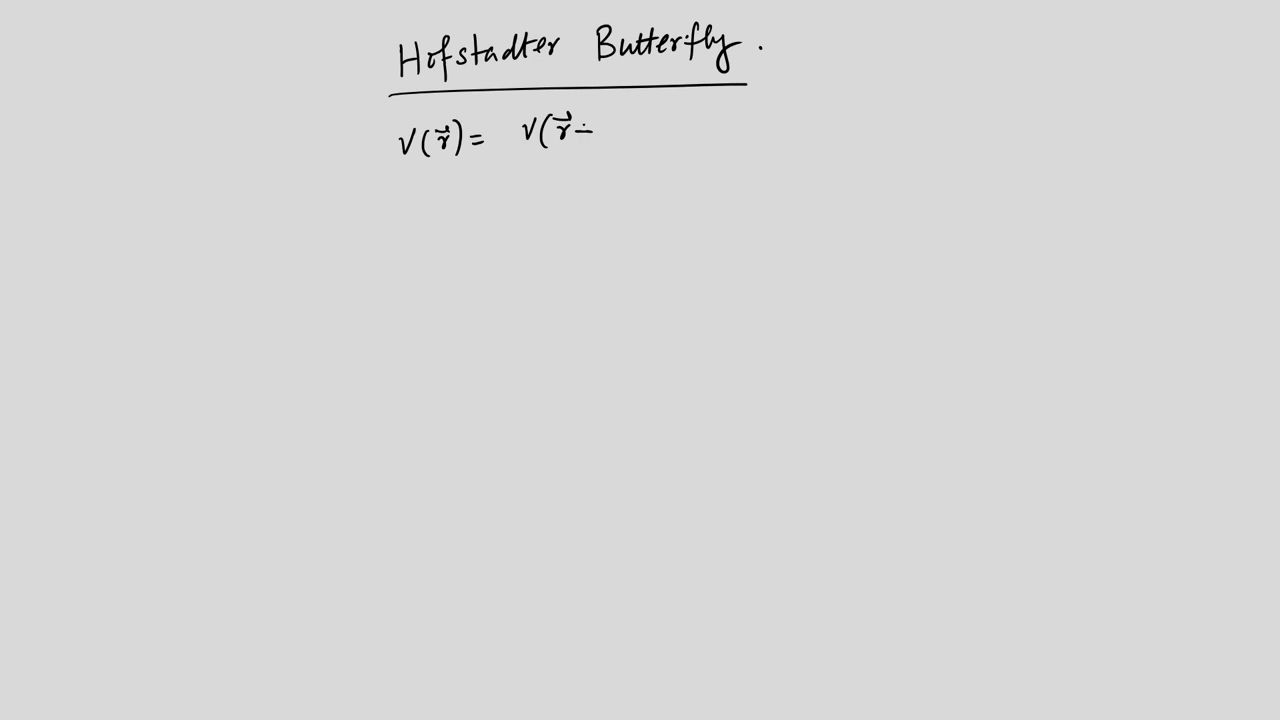 Hofstadter Butterfly.
V(r⃗) = V(r⃗ -